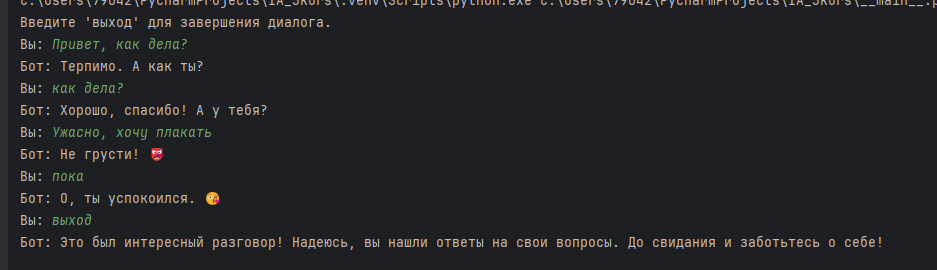 C:\Users\79042\PycharmProjects\IA_Skors\.venv\Scripts\python.exe C:\Users\79042\PycharmProjects\IA_Skors\__main__.p
Введите 'выход' для завершения диалога.
Вы: Привет, как дела?
Бот: Терпимо. А как ты?
Вы: как дела?
Бот: Хорошо, спасибо! А у тебя?
Вы: Ужасно, хочу плакать
Бот: Не грусти! 👹
Вы: пока
Бот: О, ты успокоился. 😘
Вы: выход
Бот: Это был интересный разговор! Надеюсь, вы нашли ответы на свои вопросы. До свидания и заботьтесь о себе!